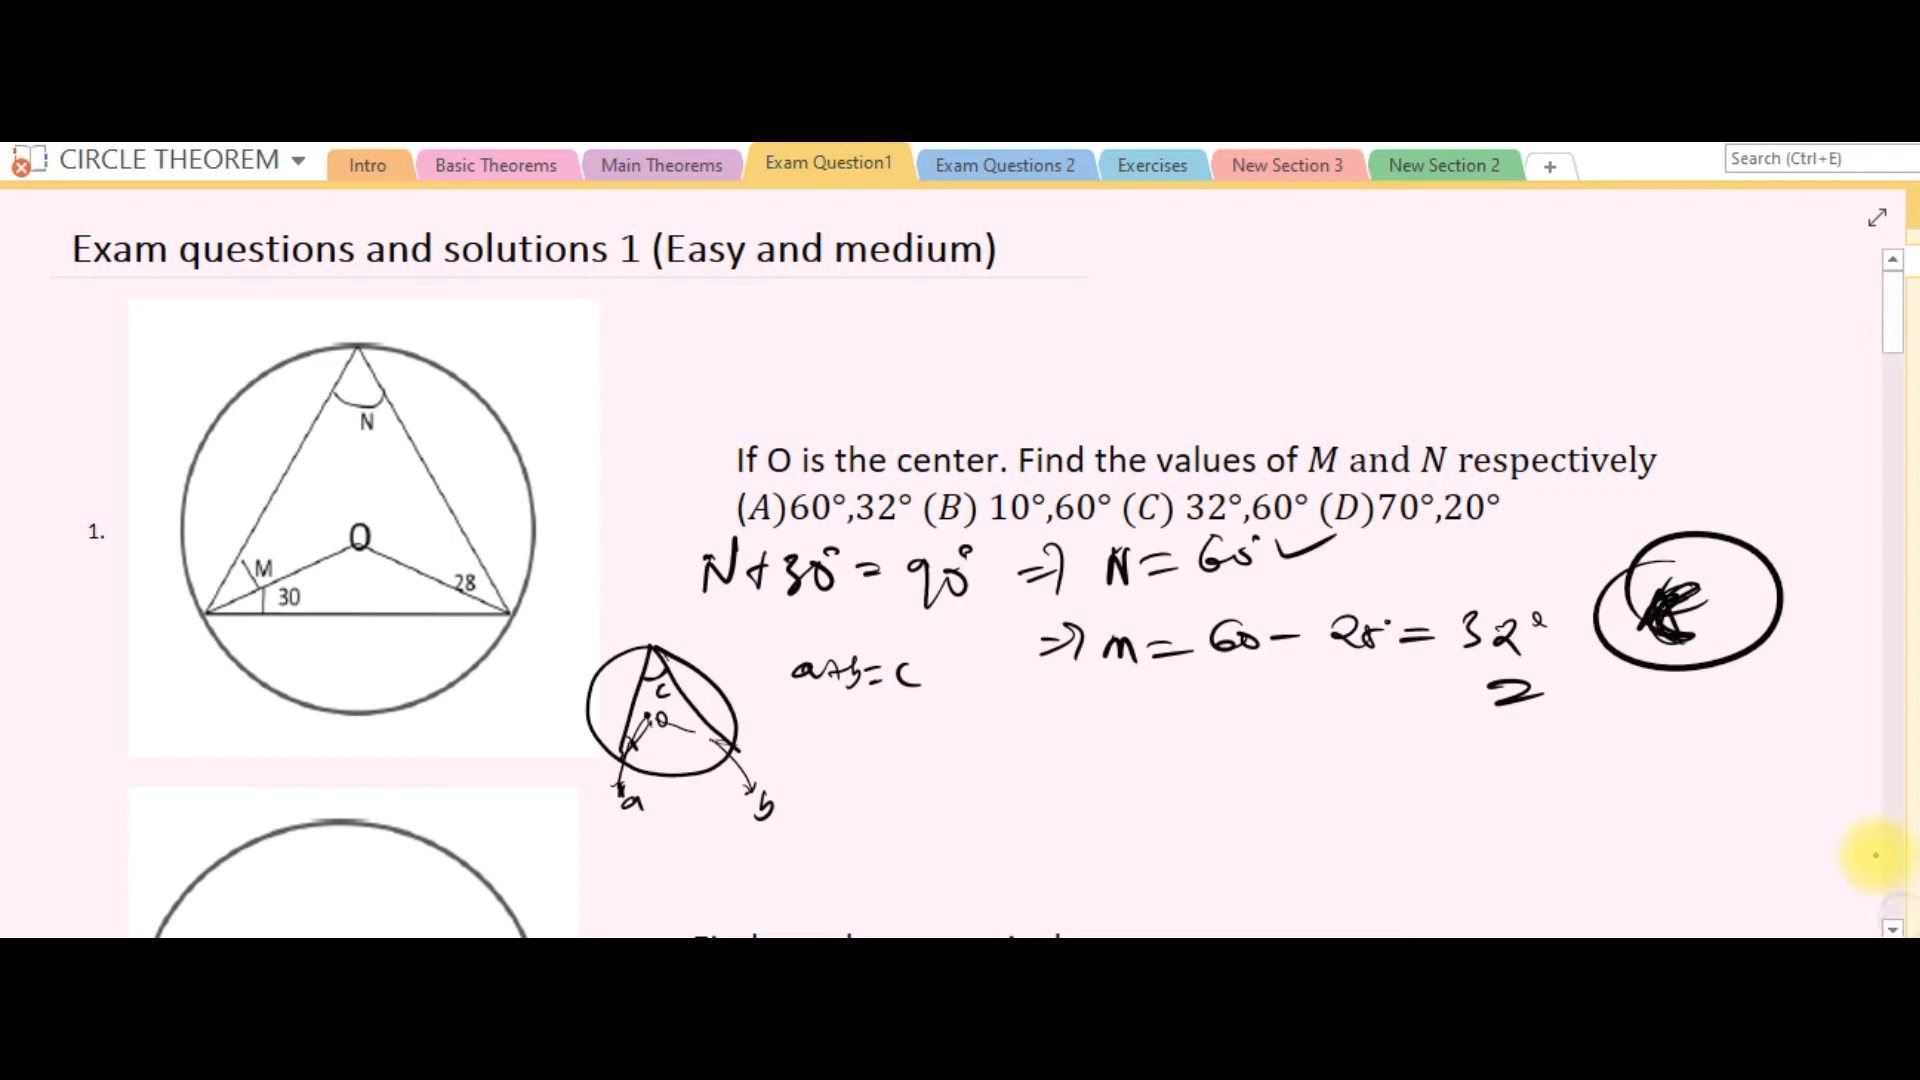 CIRCLE THEOREM
Intro
Basic Theorems
Main Theorems
Exam Question1
Exam Questions 2
Exercises
New Section 3
New Section 2
+
Search (Ctrl+E)
Exam questions and solutions 1 (Easy and medium)
N
O
M
30
28
1.
If O is the center. Find the values of M and N respectively
(A)60°,32° (B) 10°,60° (C) 32°,60° (D)70°,20°
N + 30° = 90° => N = 60°
=> m = 60 - 28° = 32°
a+b = c
C
c
O
a
b